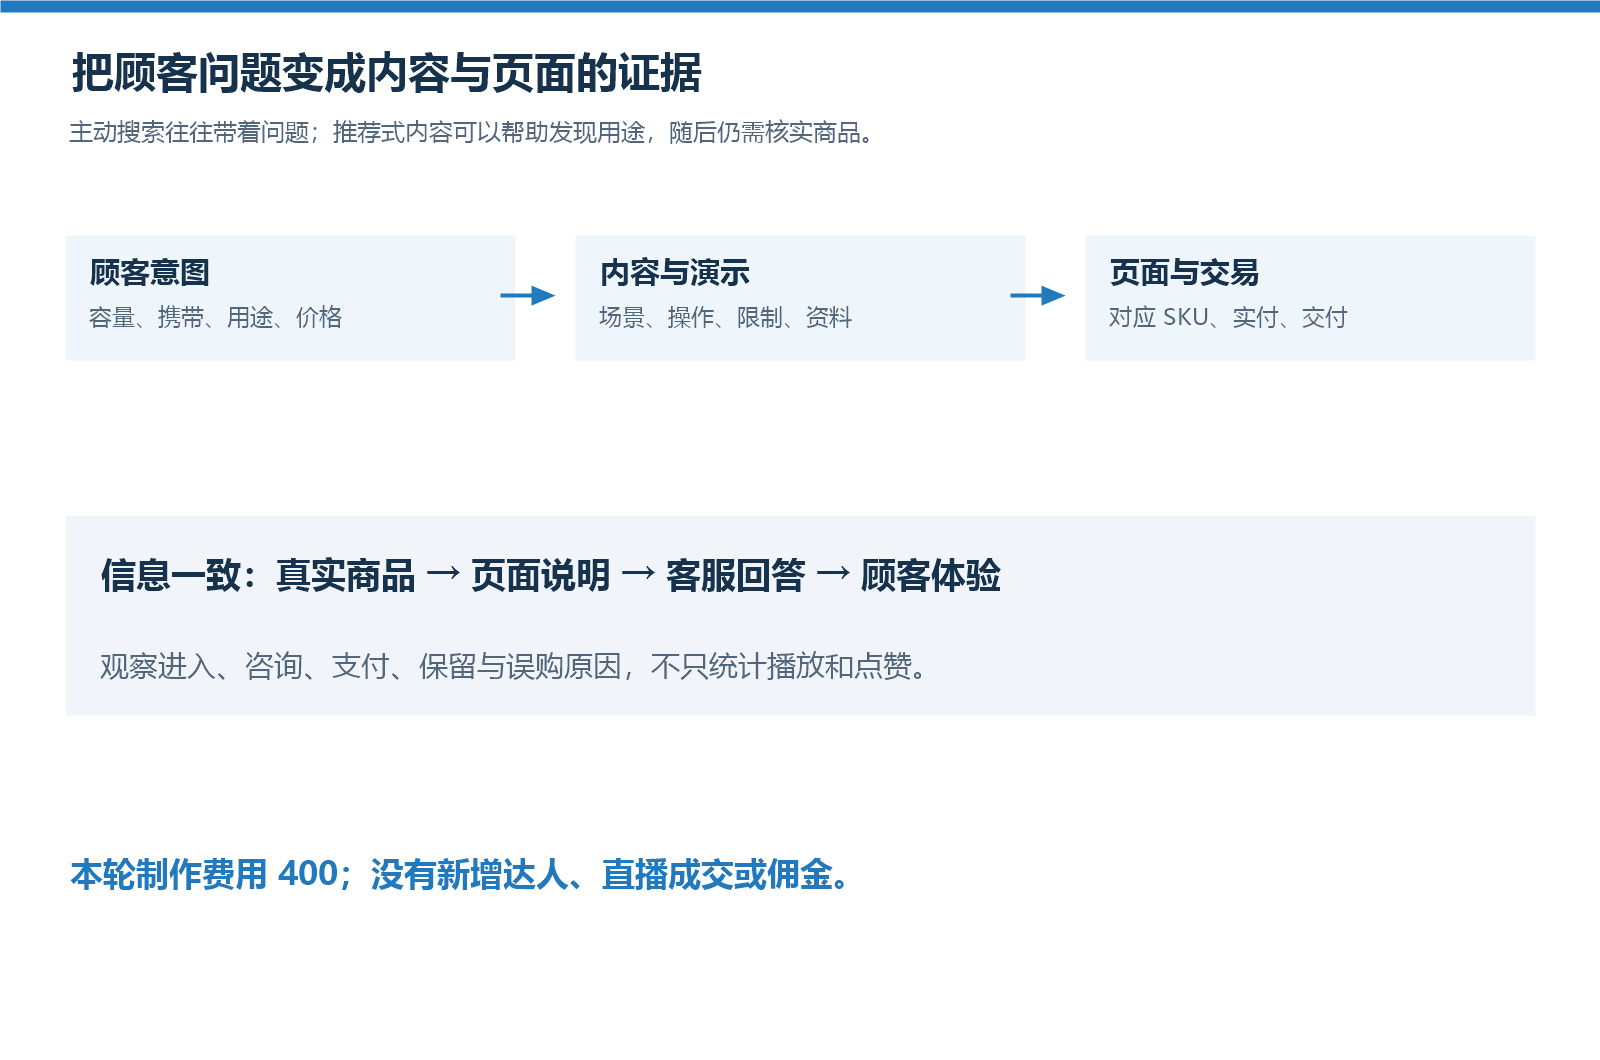 把顾客问题变成内容与页面的证据
主动搜索往往带着问题；推荐式内容可以帮助发现用途，随后仍需核实商品。
顾客意图
容量、携带、用途、价格
内容与演示
场景、操作、限制、资料
页面与交易
对应 SKU、实付、交付
信息一致：真实商品 → 页面说明 → 客服回答 → 顾客体验
观察进入、咨询、支付、保留与误购原因，不只统计播放和点赞。
本轮制作费用 400；没有新增达人、直播成交或佣金。